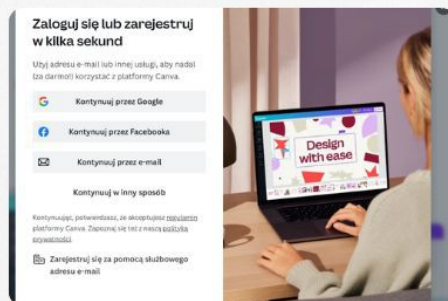 Zaloguj się lub zarejestruj
w kilka sekund
Użyj adresu e-mail lub innej usługi, aby nadal
(za darmo!) korzystać z platformy Canva.
Kontynuuj przez Google
Kontynuuj przez Facebooka
Kontynuuj przez e-mail
Kontynuuj w inny sposób
Kontynuując, potwierdzasz, że akceptujesz regulamin
platformy Canva. Zapoznaj się też z naszą polityką
prywatności.
Zarejestruj się za pomocą służbowego
adresu e-mail
Design
with ease